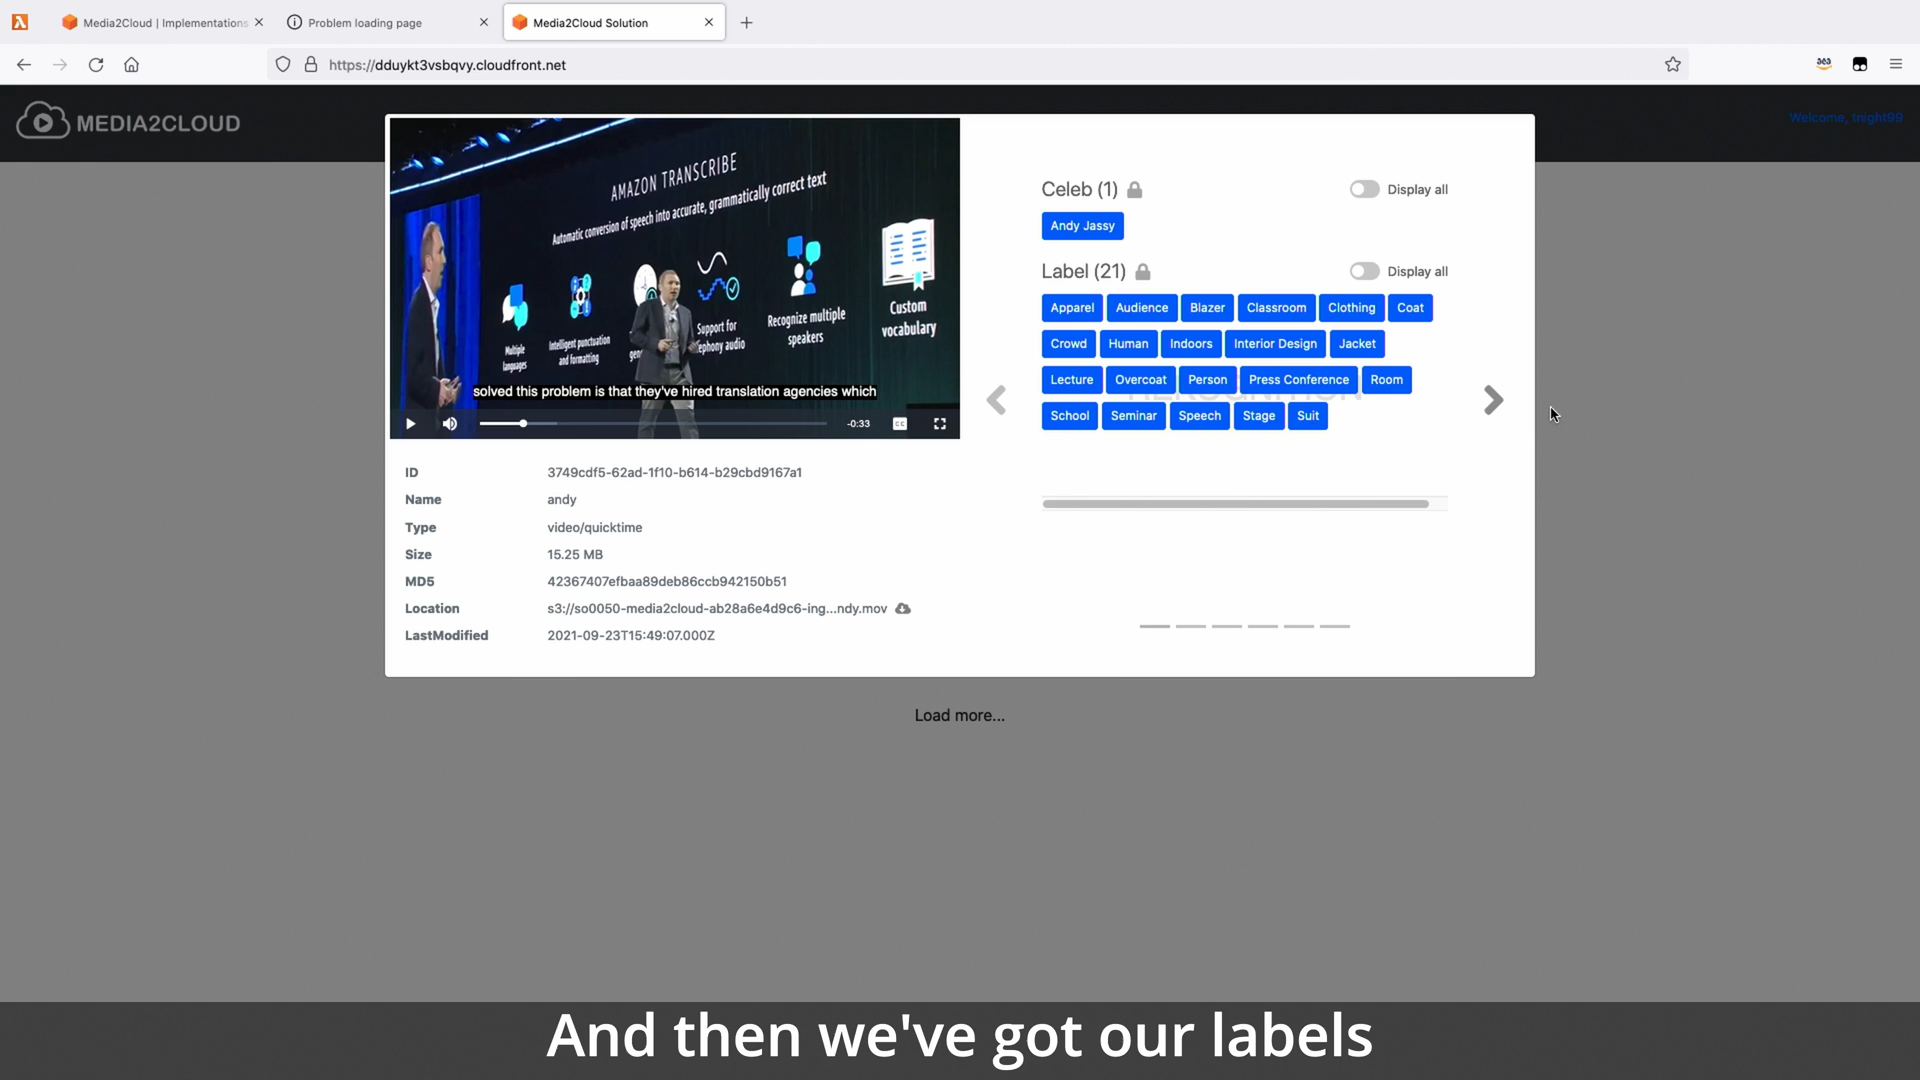 Media2Cloud | Implementations
Problem loading page
Media2Cloud Solution
https://dduykt3vsbqvy.cloudfront.net
MEDIA2CLOUD
Welcome, tnight99
AMAZON TRANSCRIBE
Automatic conversion of speech into accurate, grammatically correct text
Multiple
languages
Intelligent punctuation
and formatting
Support for
Recognize multiple
speakers
Custom
vocabulary
solved this problem is that they've hired translation agencies which
-0:33
CC
ID 3749cdf5-62ad-1f10-b614-b29cbd9167a1
Name andy
Type video/quicktime
Size 15.25 MB
MD5 42367407efbaa89deb86ccb942150b51
Location s3://so0050-media2cloud-ab28a6e4d9c6-ing...ndy.mov
LastModified 2021-09-23T15:49:07.000Z
Celeb (1) Display all
Andy Jassy
Label (21) Display all
Apparel Audience Blazer Classroom Clothing Coat
Crowd Human Indoors Interior Design Jacket
Lecture Overcoat Person Press Conference Room
School Seminar Speech Stage Suit
Load more...
And then we've got our labels